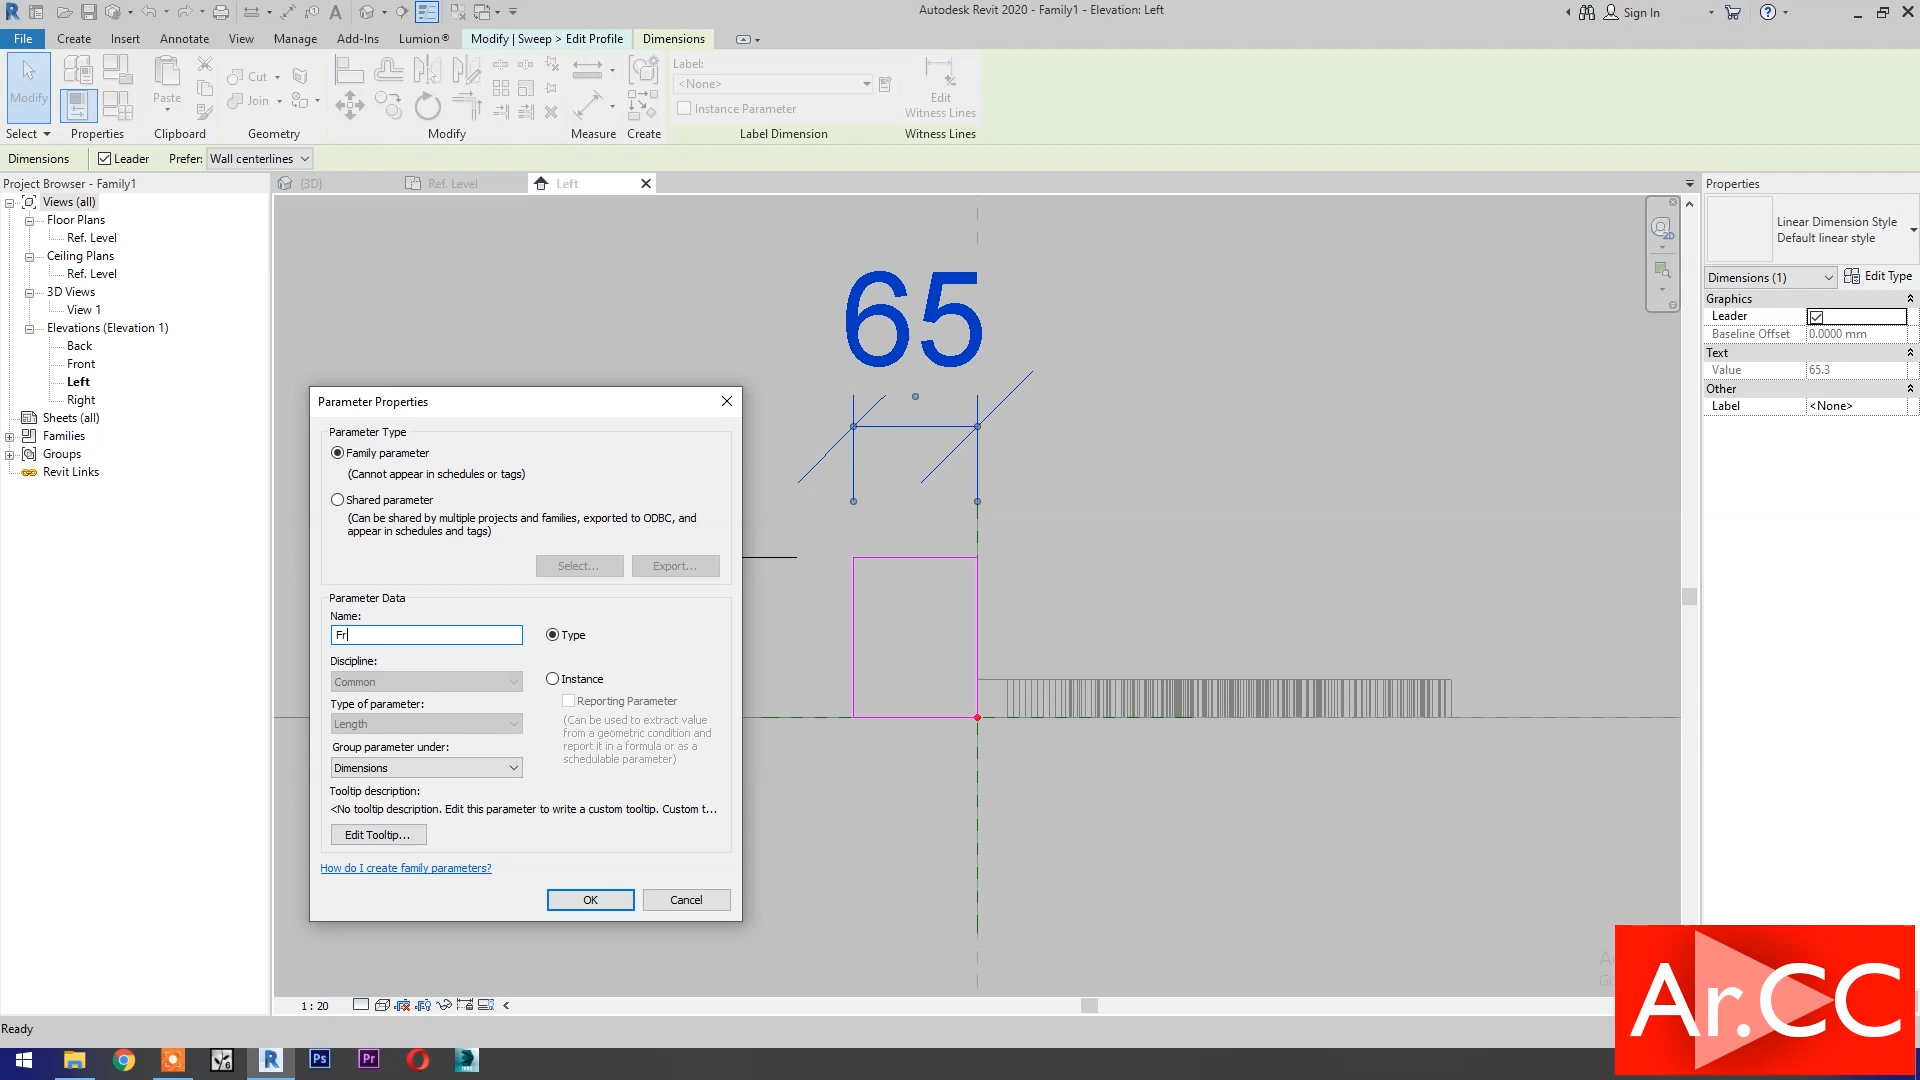 Autodesk Revit 2020 - Family1 - Elevation: Left
Sign In
File
Create
Insert
Annotate
View
Manage
Add-Ins
Lumion®
Modify | Sweep > Edit Profile
Dimensions
Modify
Paste
Cut
Join
Label:
<None>
Instance Parameter
Edit
Witness Lines
Select
Properties
Clipboard
Geometry
Modify
Measure
Create
Label Dimension
Witness Lines
Dimensions
Leader
Prefer:
Wall centerlines
Project Browser - Family1
Views (all)
Floor Plans
Ref. Level
Ceiling Plans
Ref. Level
3D Views
View 1
Elevations (Elevation 1)
Back
Front
Left
Right
Sheets (all)
Families
Groups
Revit Links
{3D}
Ref. Level
Left
65
Parameter Properties
Parameter Type
Family parameter
(Cannot appear in schedules or tags)
Shared parameter
(Can be shared by multiple projects and families, exported to ODBC, and
appear in schedules and tags)
Select...
Export...
Parameter Data
Name:
Fr
Type
Discipline:
Common
Instance
Reporting Parameter
Type of parameter:
Length
(Can be used to extract value
from a geometric condition and
report it in a formula or as a
schedulable parameter)
Group parameter under:
Dimensions
Tooltip description:
<No tooltip description. Edit this parameter to write a custom tooltip. Custom t...
Edit Tooltip...
How do I create family parameters?
OK
Cancel
2D
Properties
Linear Dimension Style
Default linear style
Dimensions (1)
Edit Type
Graphics
Leader
Baseline Offset
0.0000 mm
Text
Value
65.3
Other
Label
<None>
1 : 20
Ready
Ps
Pr
Ar.CC